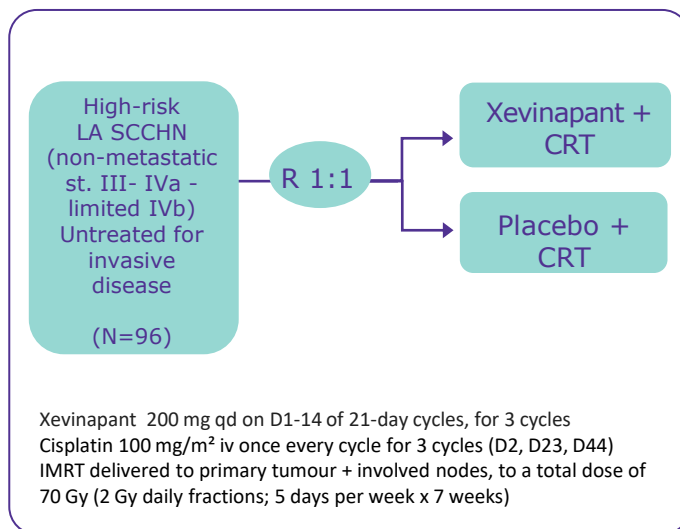 High-risk
LA SCCHN
(non-metastatic
st. III- IVa -
limited IVb)
Untreated for
invasive
disease
(N=96)
R 1:1
Xevinapant +
CRT
Placebo +
CRT
Xevinapant 200 mg qd on D1-14 of 21-day cycles, for 3 cycles
Cisplatin 100 mg/m² iv once every cycle for 3 cycles (D2, D23, D44)
IMRT delivered to primary tumour + involved nodes, to a total dose of
70 Gy (2 Gy daily fractions; 5 days per week x 7 weeks)